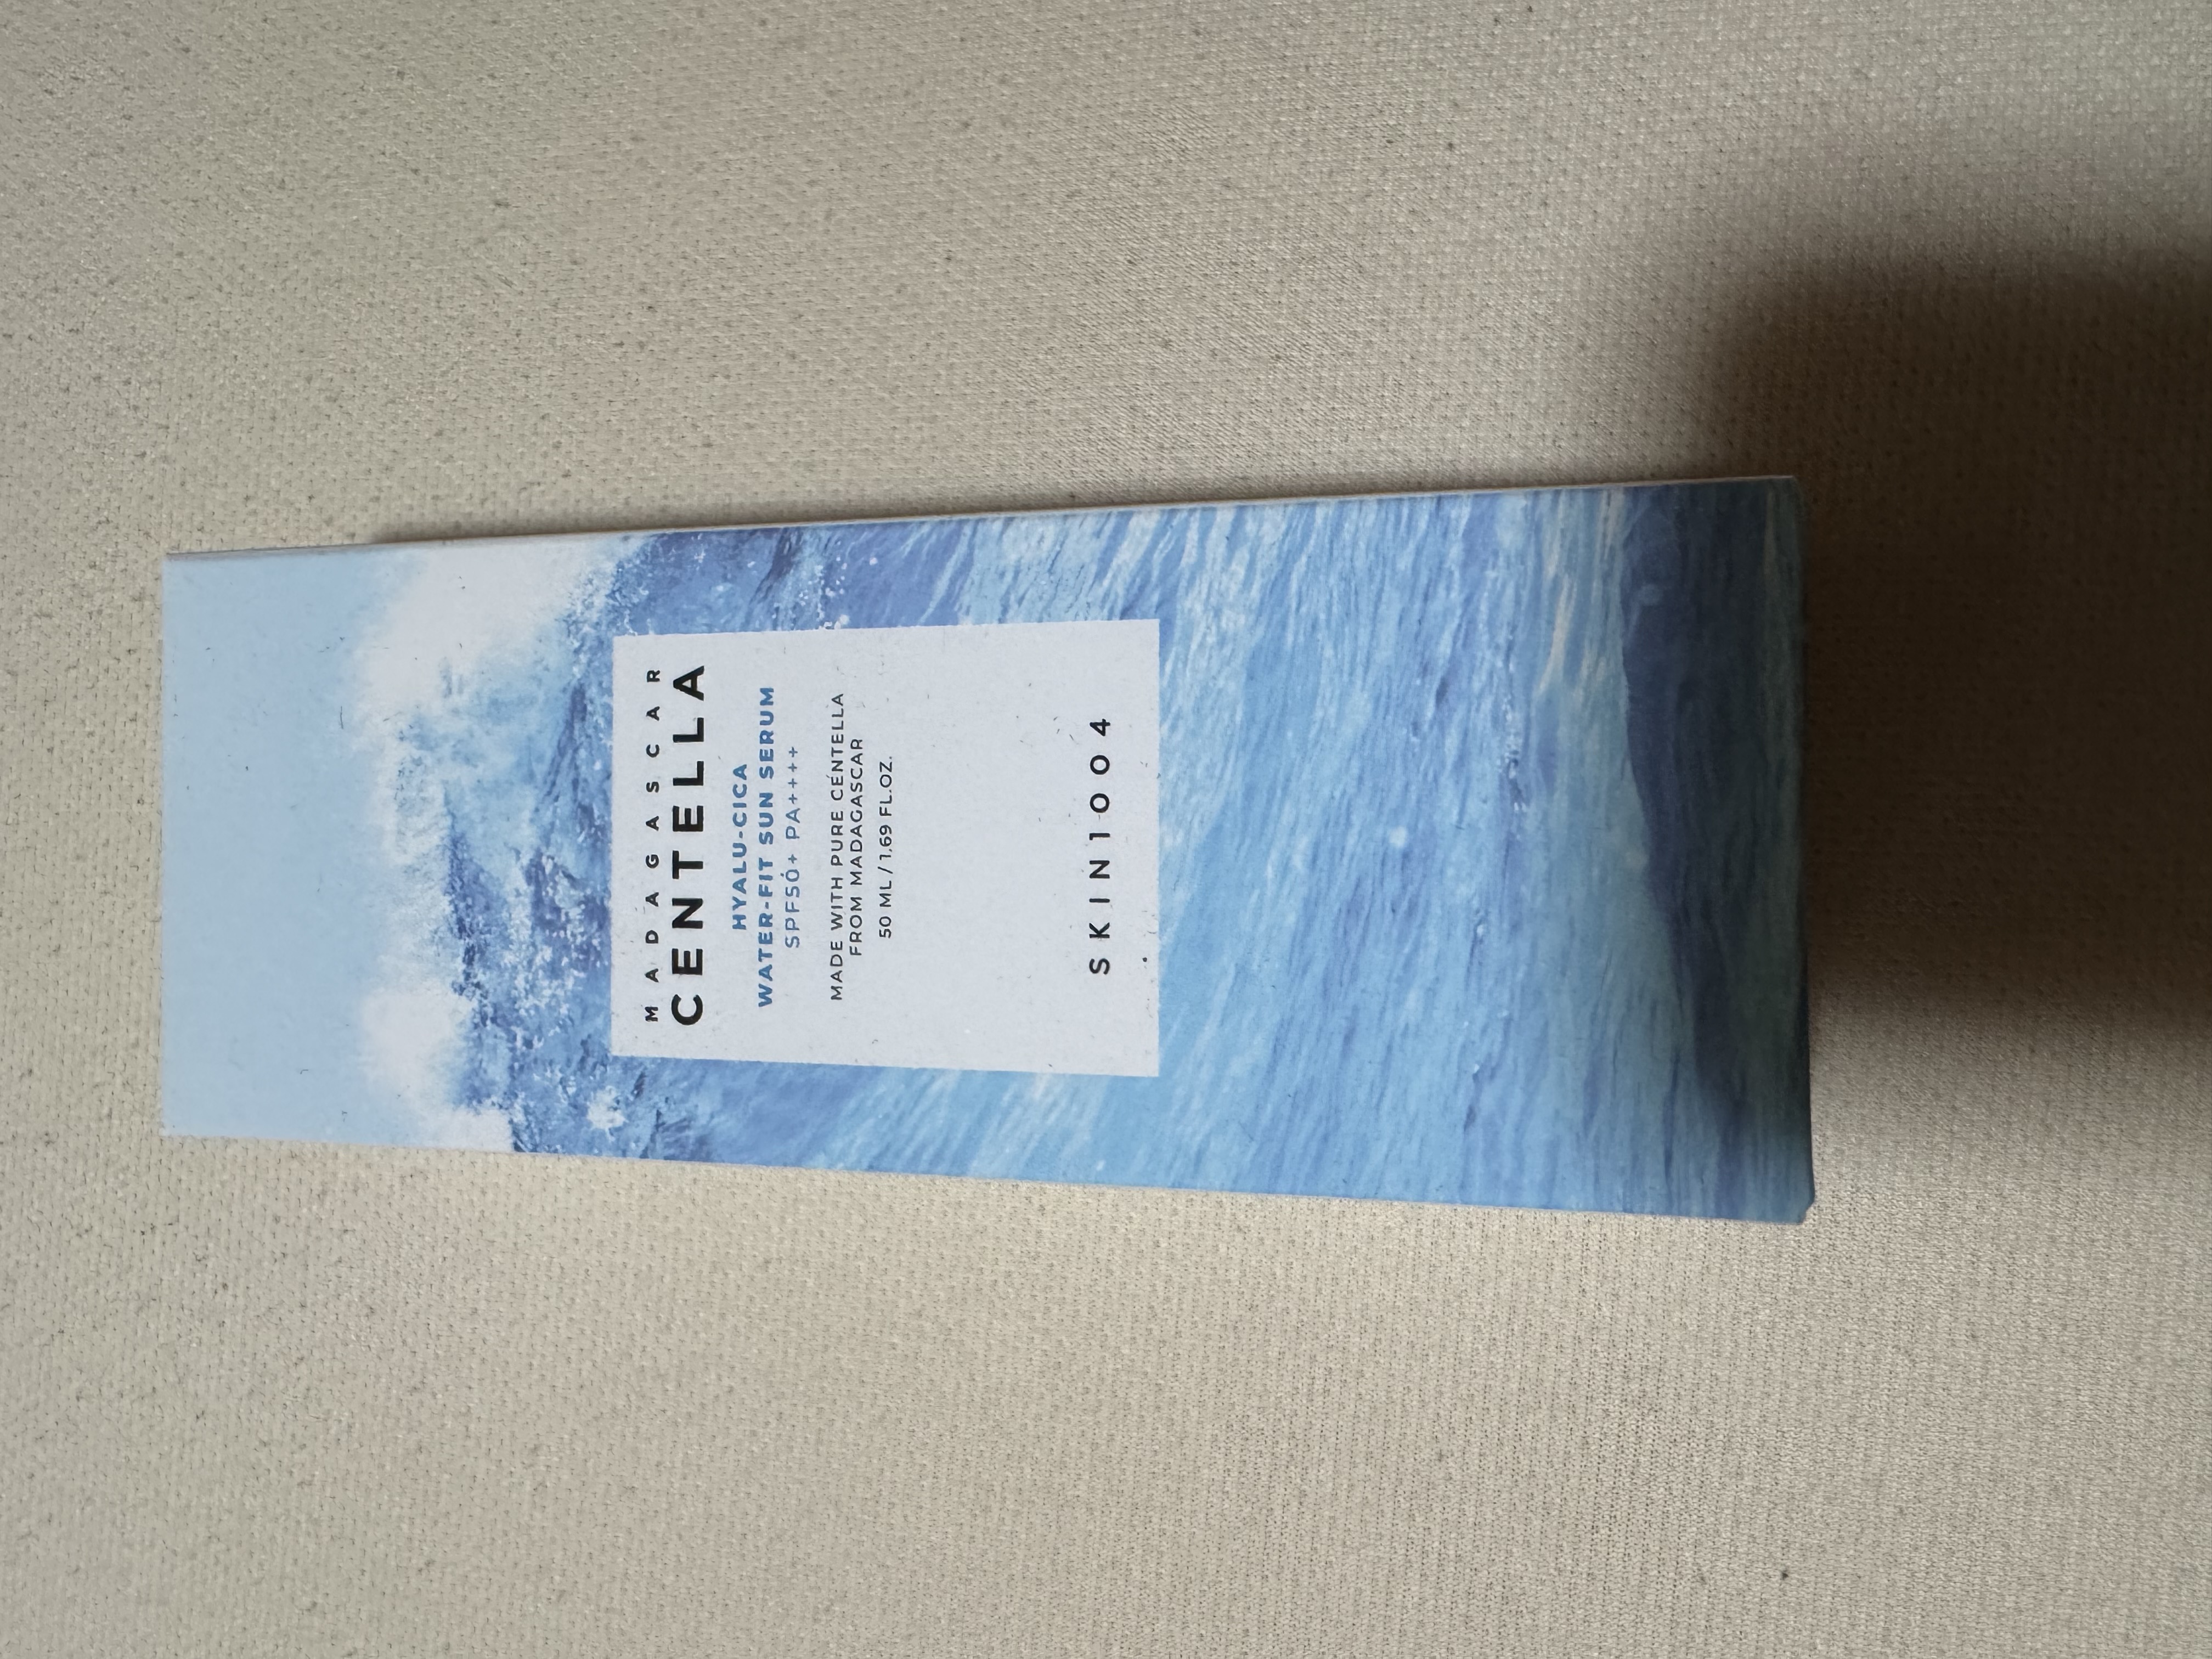 MADAGASCAR
CENTELLA
HYALU-CICA
WATER-FIT SUN SERUM
SPF50+ PA++++
MADE WITH PURE CENTELLA
FROM MADAGASCAR
50 ML / 1.69 FL.OZ.
SKIN1004